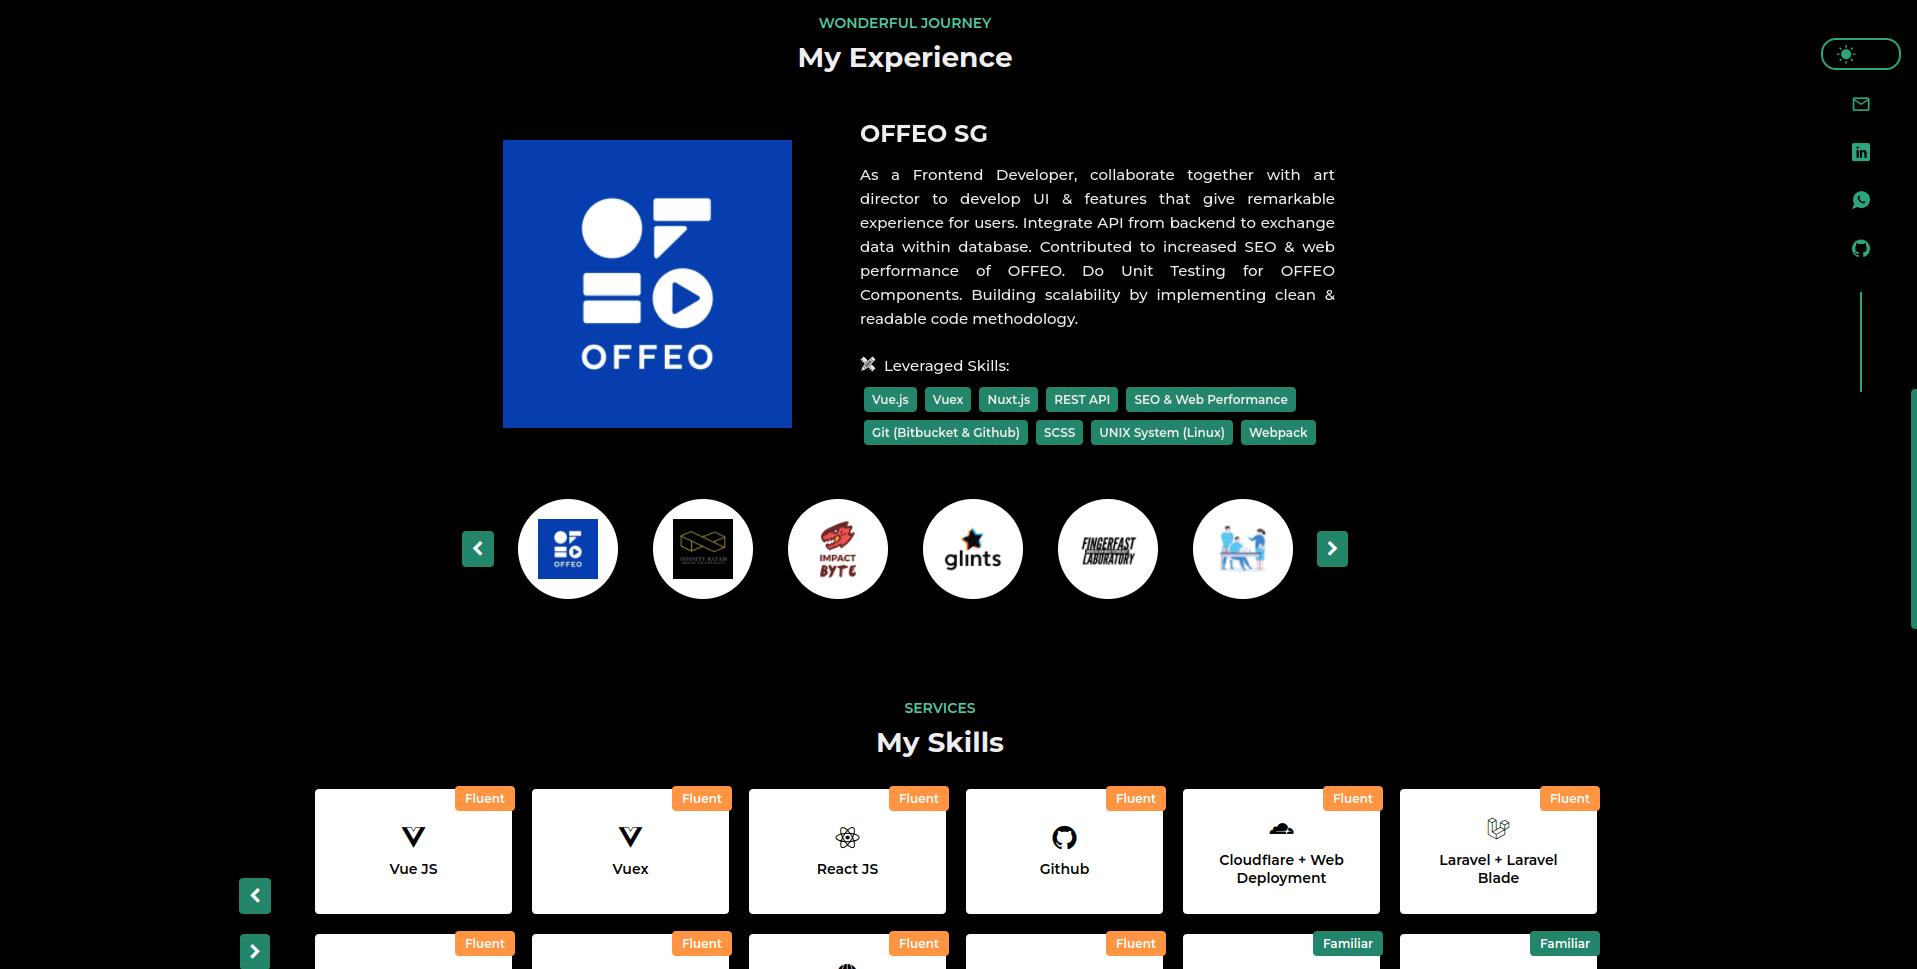 WONDERFUL JOURNEY
My Experience
OFFEO
OFFEO SG
As a Frontend Developer, collaborate together with art
director to develop UI & features that give remarkable
experience for users. Integrate API from backend to exchange
data within database. Contributed to increased SEO & web
performance of OFFEO. Do Unit Testing for OFFEO
Components. Building scalability by implementing clean &
readable code methodology.
Leveraged Skills:
Vue.js Vuex Nuxt.js REST API SEO & Web Performance
Git (Bitbucket & Github) SCSS UNIX System (Linux) Webpack
OFFEO
INFINITY BATAM
IMPACT
BYTE
glints
FINGERFAST
LABORATORY
SERVICES
My Skills
Fluent
Vue JS
Fluent
Vuex
Fluent
React JS
Fluent
Github
Fluent
Cloudflare + Web
Deployment
Fluent
Laravel + Laravel
Blade
Fluent
Fluent
Fluent
Fluent
Familiar
Familiar